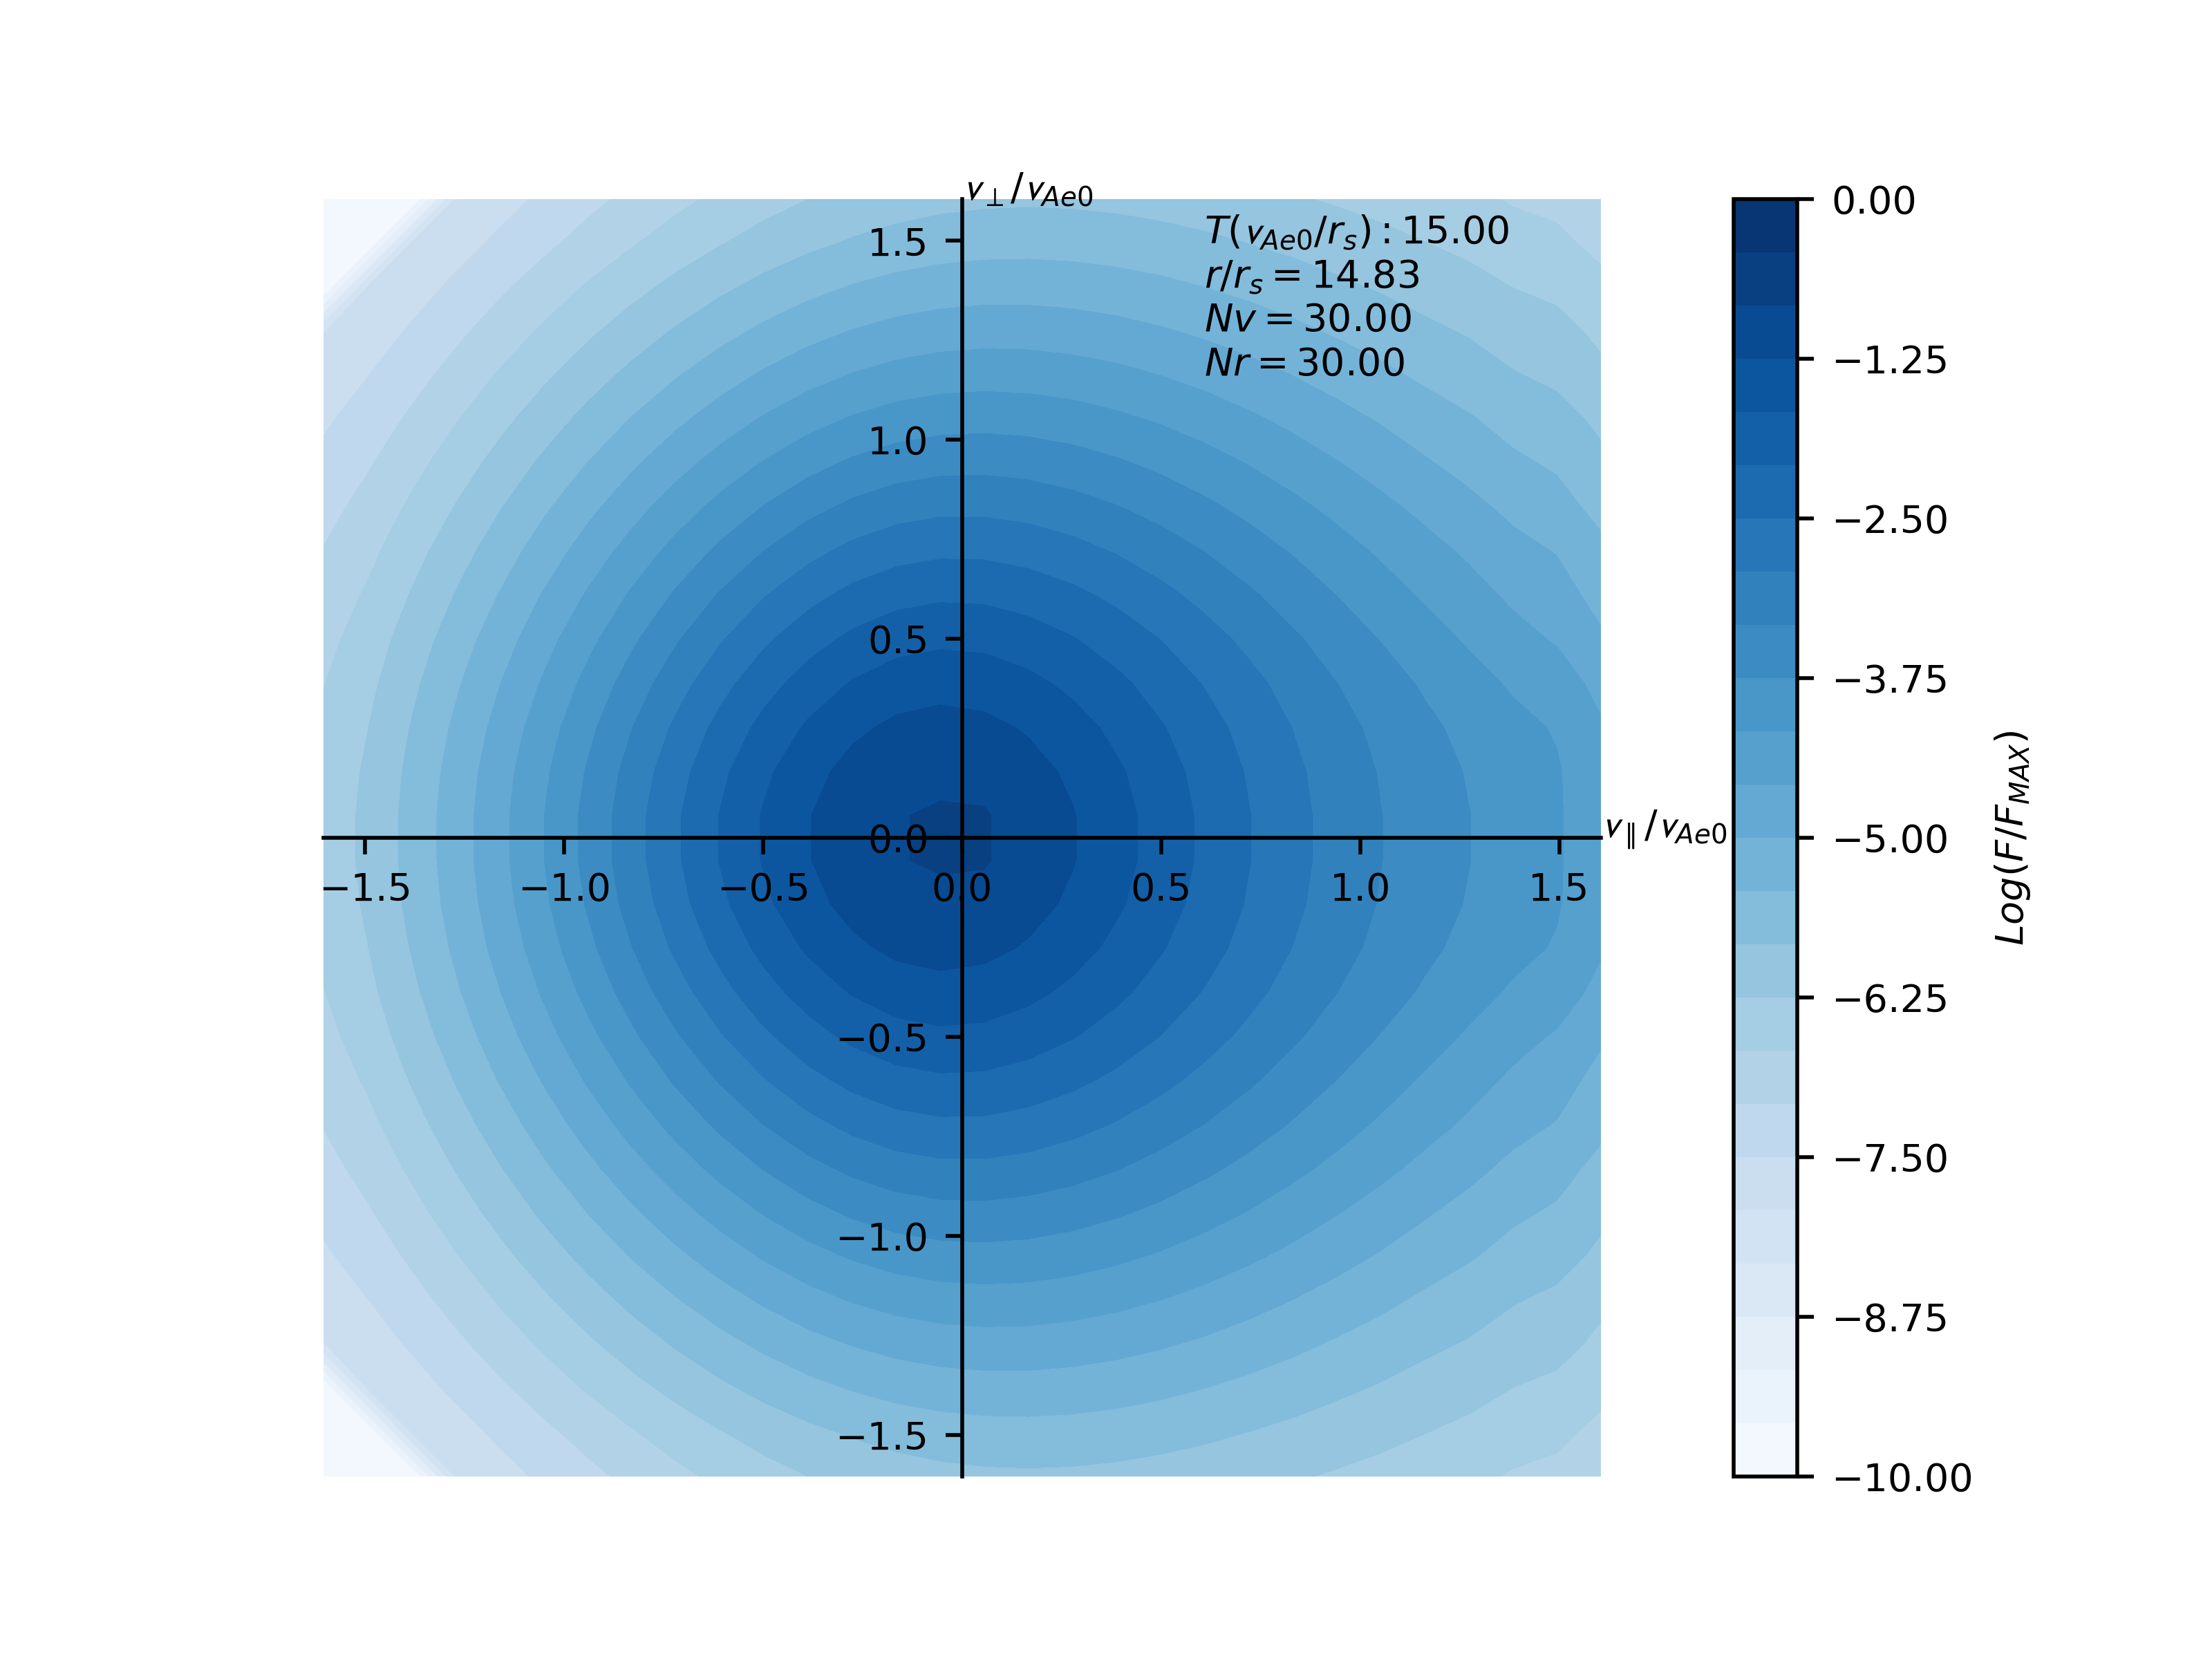 v⊥/vAe0
T(vAe0/rs):15.00
r/rs=14.83
Nv=30.00
Nr=30.00
1.5
1.0
0.5
0.0
−0.5
−1.0
−1.5
−1.5 −1.0 −0.5 0.0 0.5 1.0 1.5
v∥/vAe0
0.00
−1.25
−2.50
−3.75
−5.00
−6.25
−7.50
−8.75
−10.00
Log(F/FMAX)